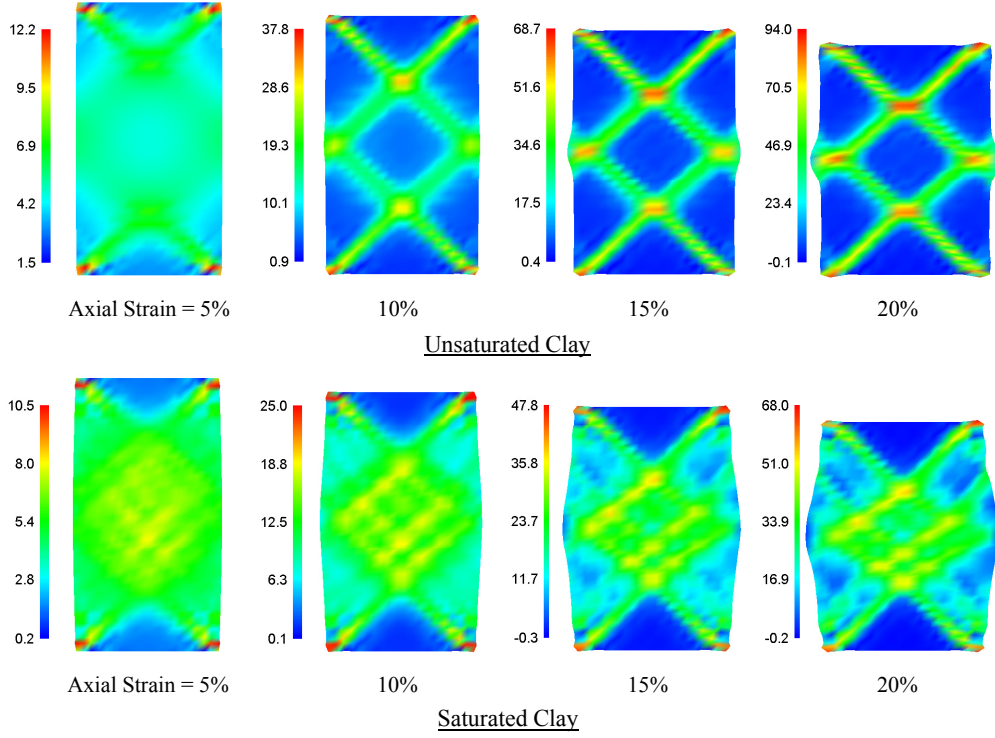 12.2 37.8 68.7 94.0
9.5 28.6 51.6 70.5
6.9 19.3 34.6 46.9
4.2 10.1 17.5 23.4
1.5 0.9 0.4 -0.1
Axial Strain = 5% 10% 15% 20%
Unsaturated Clay
10.5 25.0 47.8 68.0
8.0 18.8 35.8 51.0
5.4 12.5 23.7 33.9
2.8 6.3 11.7 16.9
0.2 0.1 -0.3 -0.2
Axial Strain = 5% 10% 15% 20%
Saturated Clay